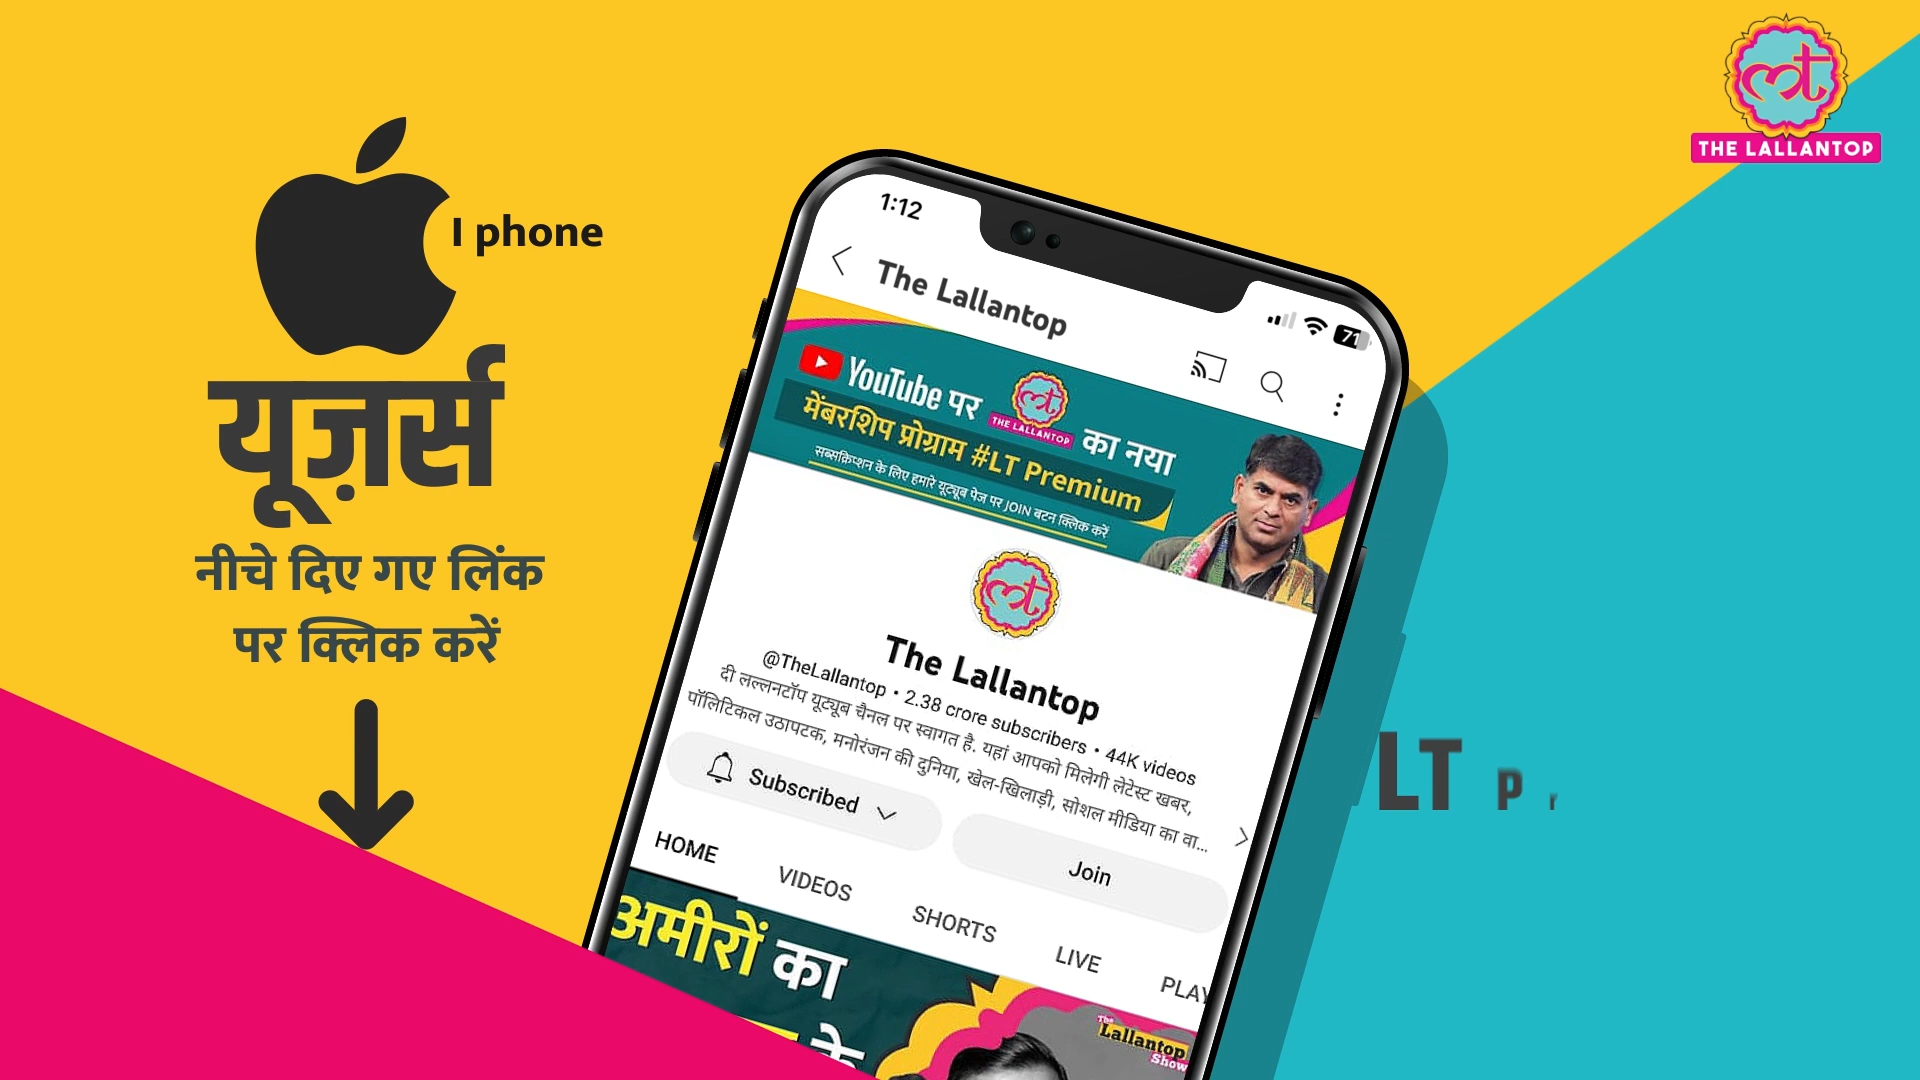 THE LALLANTOP
I phone
यूज़र्स
नीचे दिए गए लिंक
पर क्लिक करें
1:12
71
The Lallantop
YouTube पर THE LALLANTOP का नया
मेंबरशिप प्रोग्राम #LT Premium
सब्सक्रिप्शन के लिए हमारे यूट्यूब पेज पर JOIN बटन क्लिक करें
The Lallantop
@TheLallantop • 2.38 crore subscribers • 44K videos
दी लल्लनटॉप यूट्यूब चैनल पर स्वागत है. यहां आपको मिलेगी लेटेस्ट खबर,
पॉलिटिकल उठापटक, मनोरंजन की दुनिया, खेल-खिलाड़ी, सोशल मीडिया का वा...
Subscribed
Join
HOME VIDEOS SHORTS LIVE PLAY
अमीरों का
के
The
Lallantop
Show
LT P r